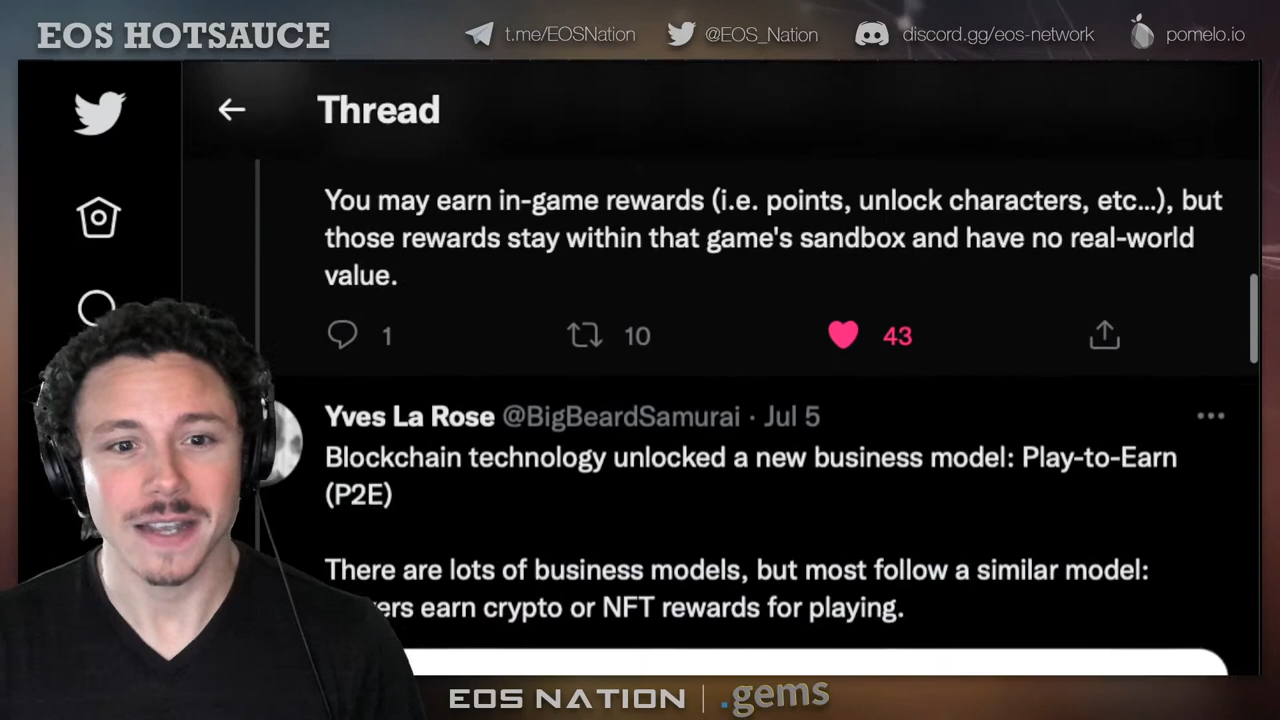 EOS HOTSAUCE
t.me/EOSNation
@EOS_Nation
discord.gg/eos-network
pomelo.io
Thread
You may earn in-game rewards (i.e. points, unlock characters, etc...), but
those rewards stay within that game's sandbox and have no real-world
value.
1
10
43
Yves La Rose @BigBeardSamurai · Jul 5
Blockchain technology unlocked a new business model: Play-to-Earn
(P2E)
There are lots of business models, but most follow a similar model:
earn crypto or NFT rewards for playing.
EOS NATION | .gems